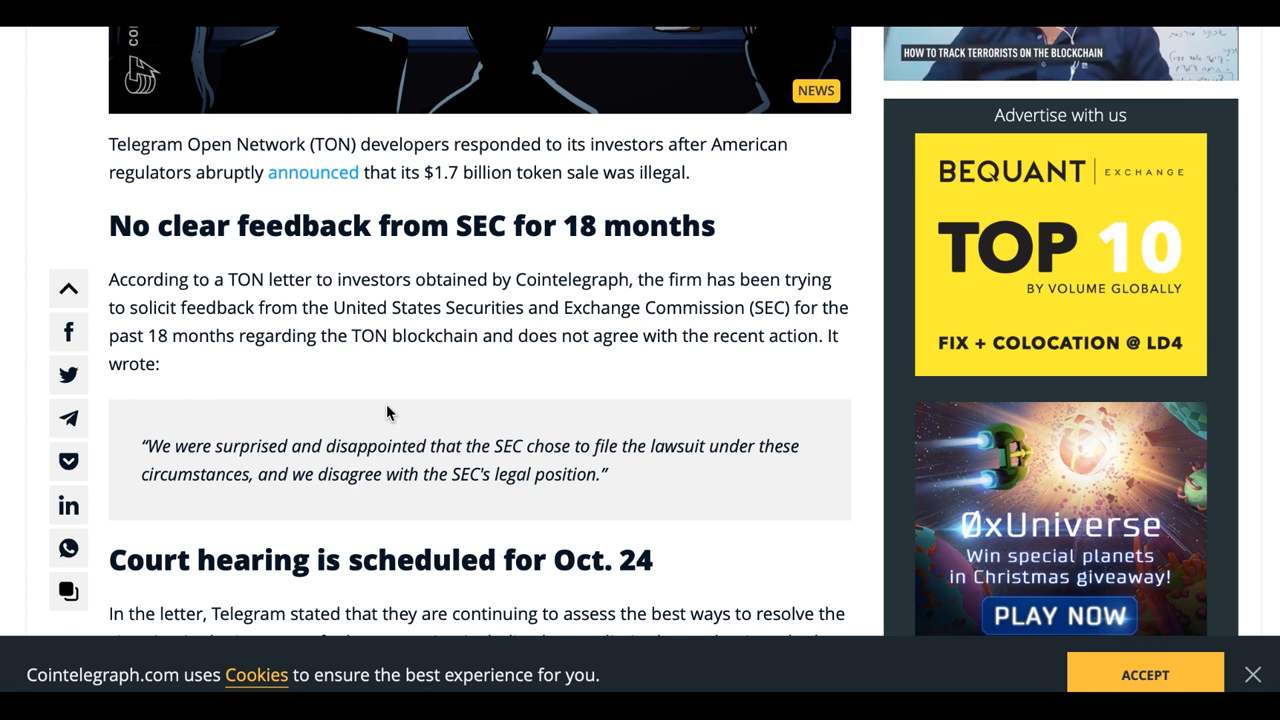 CO
NEWS
Telegram Open Network (TON) developers responded to its investors after American
regulators abruptly announced that its $1.7 billion token sale was illegal.
No clear feedback from SEC for 18 months
According to a TON letter to investors obtained by Cointelegraph, the firm has been trying
to solicit feedback from the United States Securities and Exchange Commission (SEC) for the
past 18 months regarding the TON blockchain and does not agree with the recent action. It
wrote:
“We were surprised and disappointed that the SEC chose to file the lawsuit under these
circumstances, and we disagree with the SEC's legal position.”
Court hearing is scheduled for Oct. 24
In the letter, Telegram stated that they are continuing to assess the best ways to resolve the
HOW TO TRACK TERRORISTS ON THE BLOCKCHAIN
Advertise with us
BEQUANT | EXCHANGE
TOP 10
BY VOLUME GLOBALLY
FIX + COLOCATION @ LD4
0xUniverse
Win special planets
in Christmas giveaway!
PLAY NOW
Cointelegraph.com uses Cookies to ensure the best experience for you.
ACCEPT